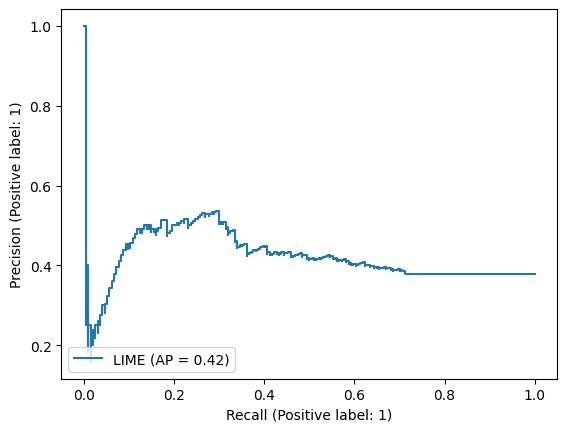 Precision (Positive label: 1)
1.0
0.8
0.6
0.4
0.2
LIME (AP = 0.42)
0.0 0.2 0.4 0.6 0.8 1.0
Recall (Positive label: 1)